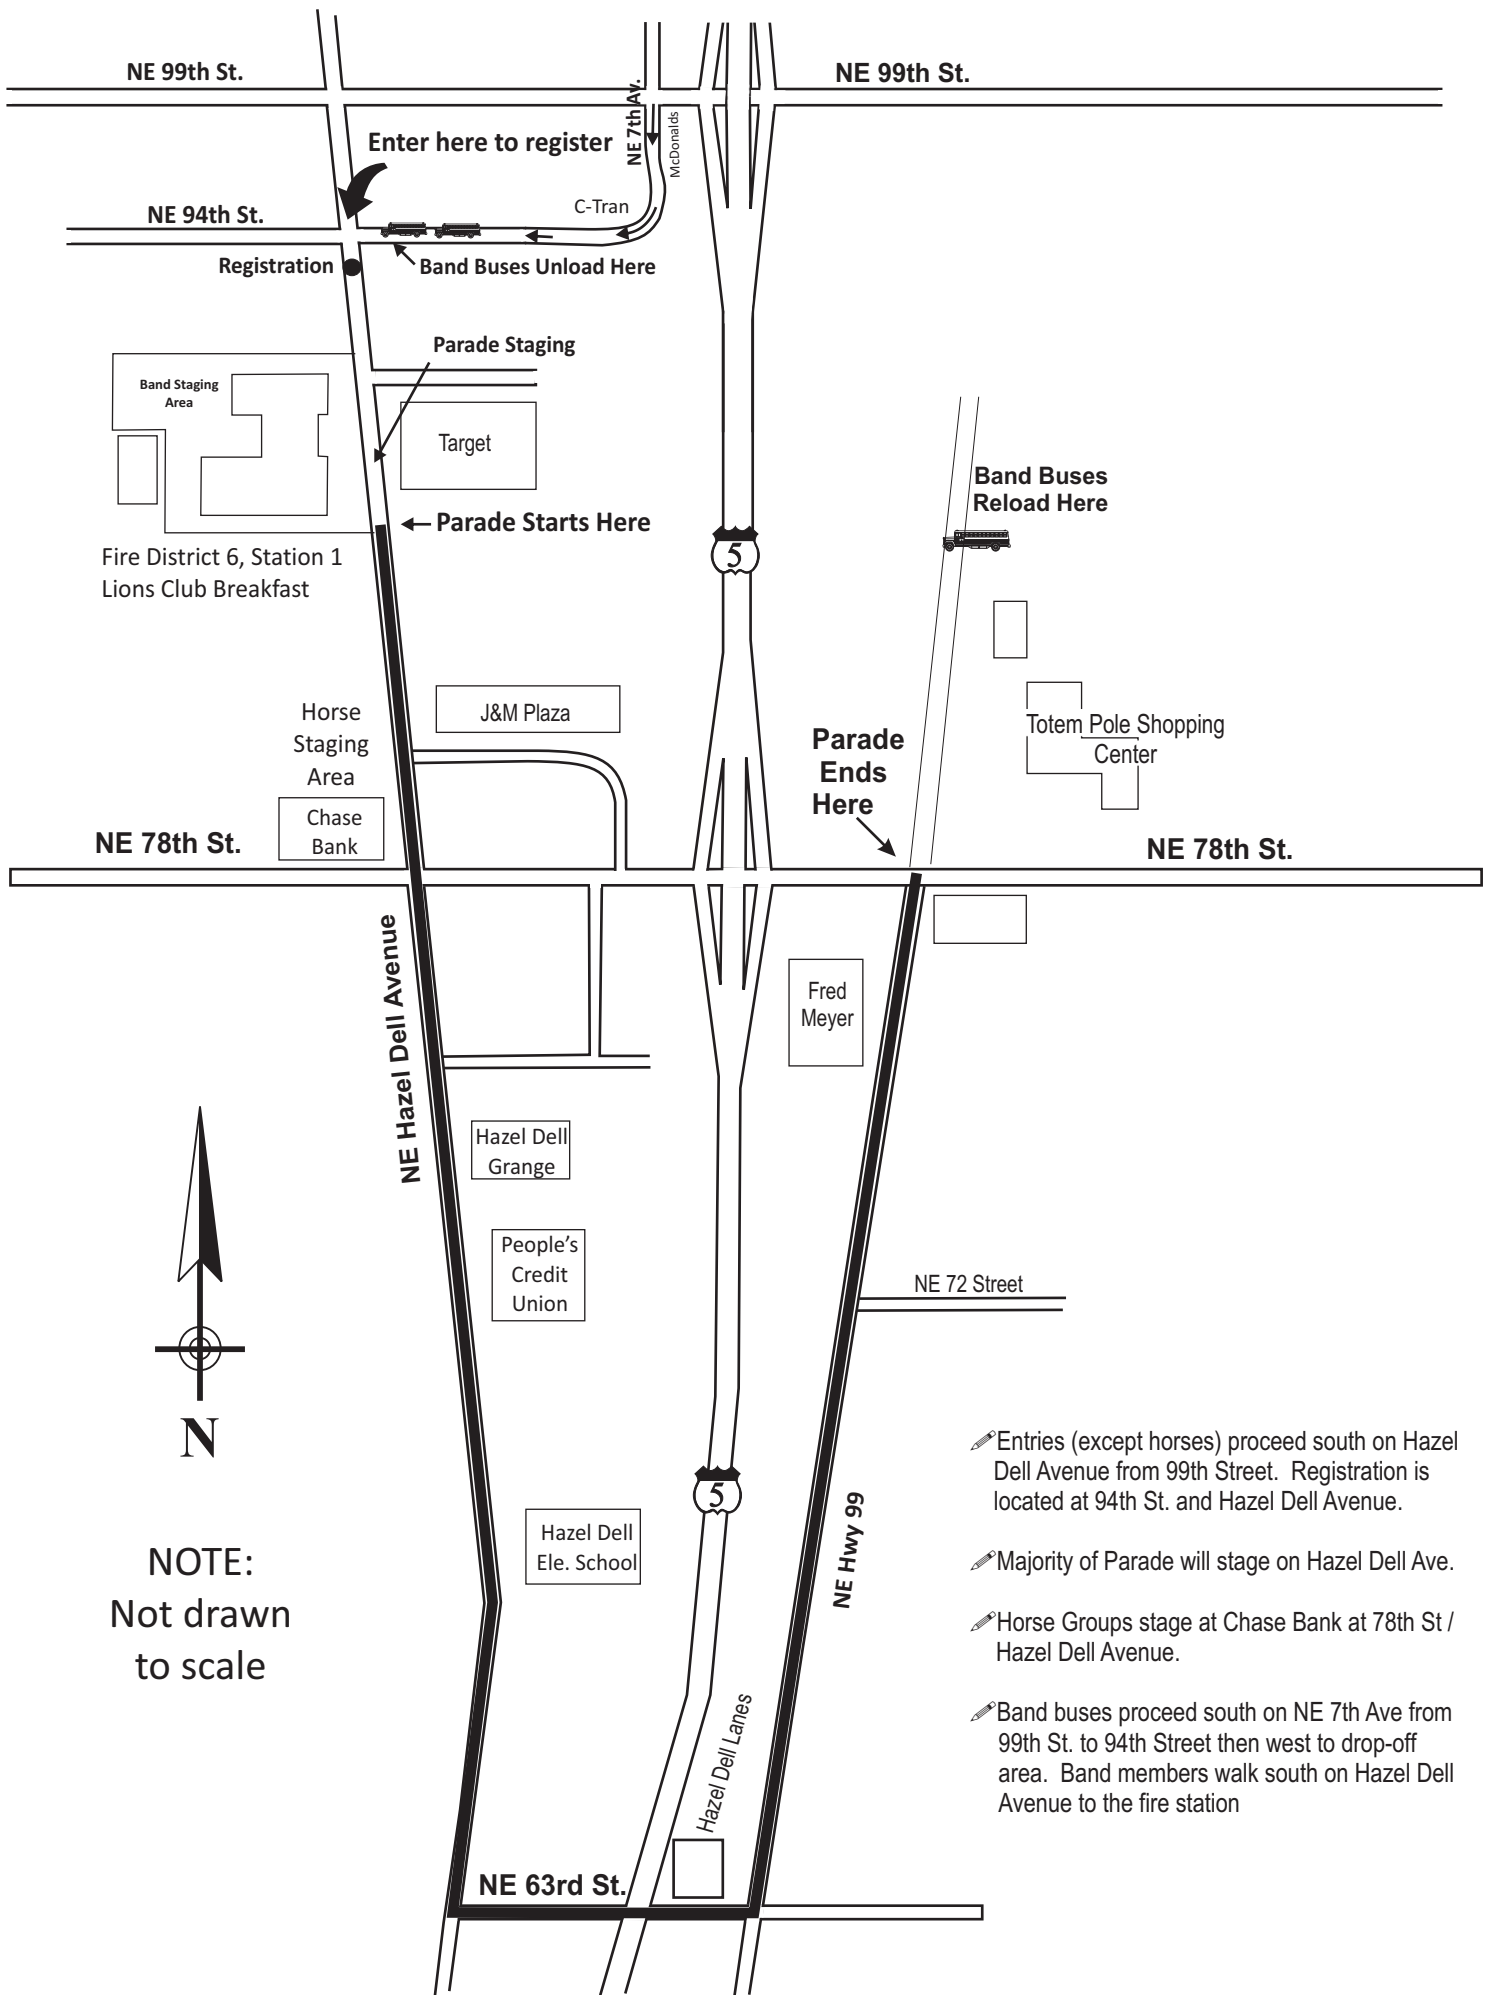 NE 99th St.
NE 99th St.
NE 7th Av.
McDonalds
Enter here to register
C-Tran
NE 94th St.
Registration
Band Buses Unload Here
Parade Staging
Band Staging
Area
Target
Band Buses
Reload Here
Parade Starts Here
5
Fire District 6, Station 1
Lions Club Breakfast
Horse
Staging
Area
J&M Plaza
Parade
Ends
Here
Totem Pole Shopping
Center
Chase
Bank
NE 78th St.
NE 78th St.
NE Hazel Dell Avenue
Fred
Meyer
Hazel Dell
Grange
People's
Credit
Union
NE 72 Street
N
5
NE Hwy 99
Hazel Dell
Ele. School
NOTE:
Not drawn
to scale
Entries (except horses) proceed south on Hazel
Dell Avenue from 99th Street. Registration is
located at 94th St. and Hazel Dell Avenue.
Majority of Parade will stage on Hazel Dell Ave.
Horse Groups stage at Chase Bank at 78th St /
Hazel Dell Avenue.
Band buses proceed south on NE 7th Ave from
99th St. to 94th Street then west to drop-off
area. Band members walk south on Hazel Dell
Avenue to the fire station
Hazel Dell Lanes
NE 63rd St.